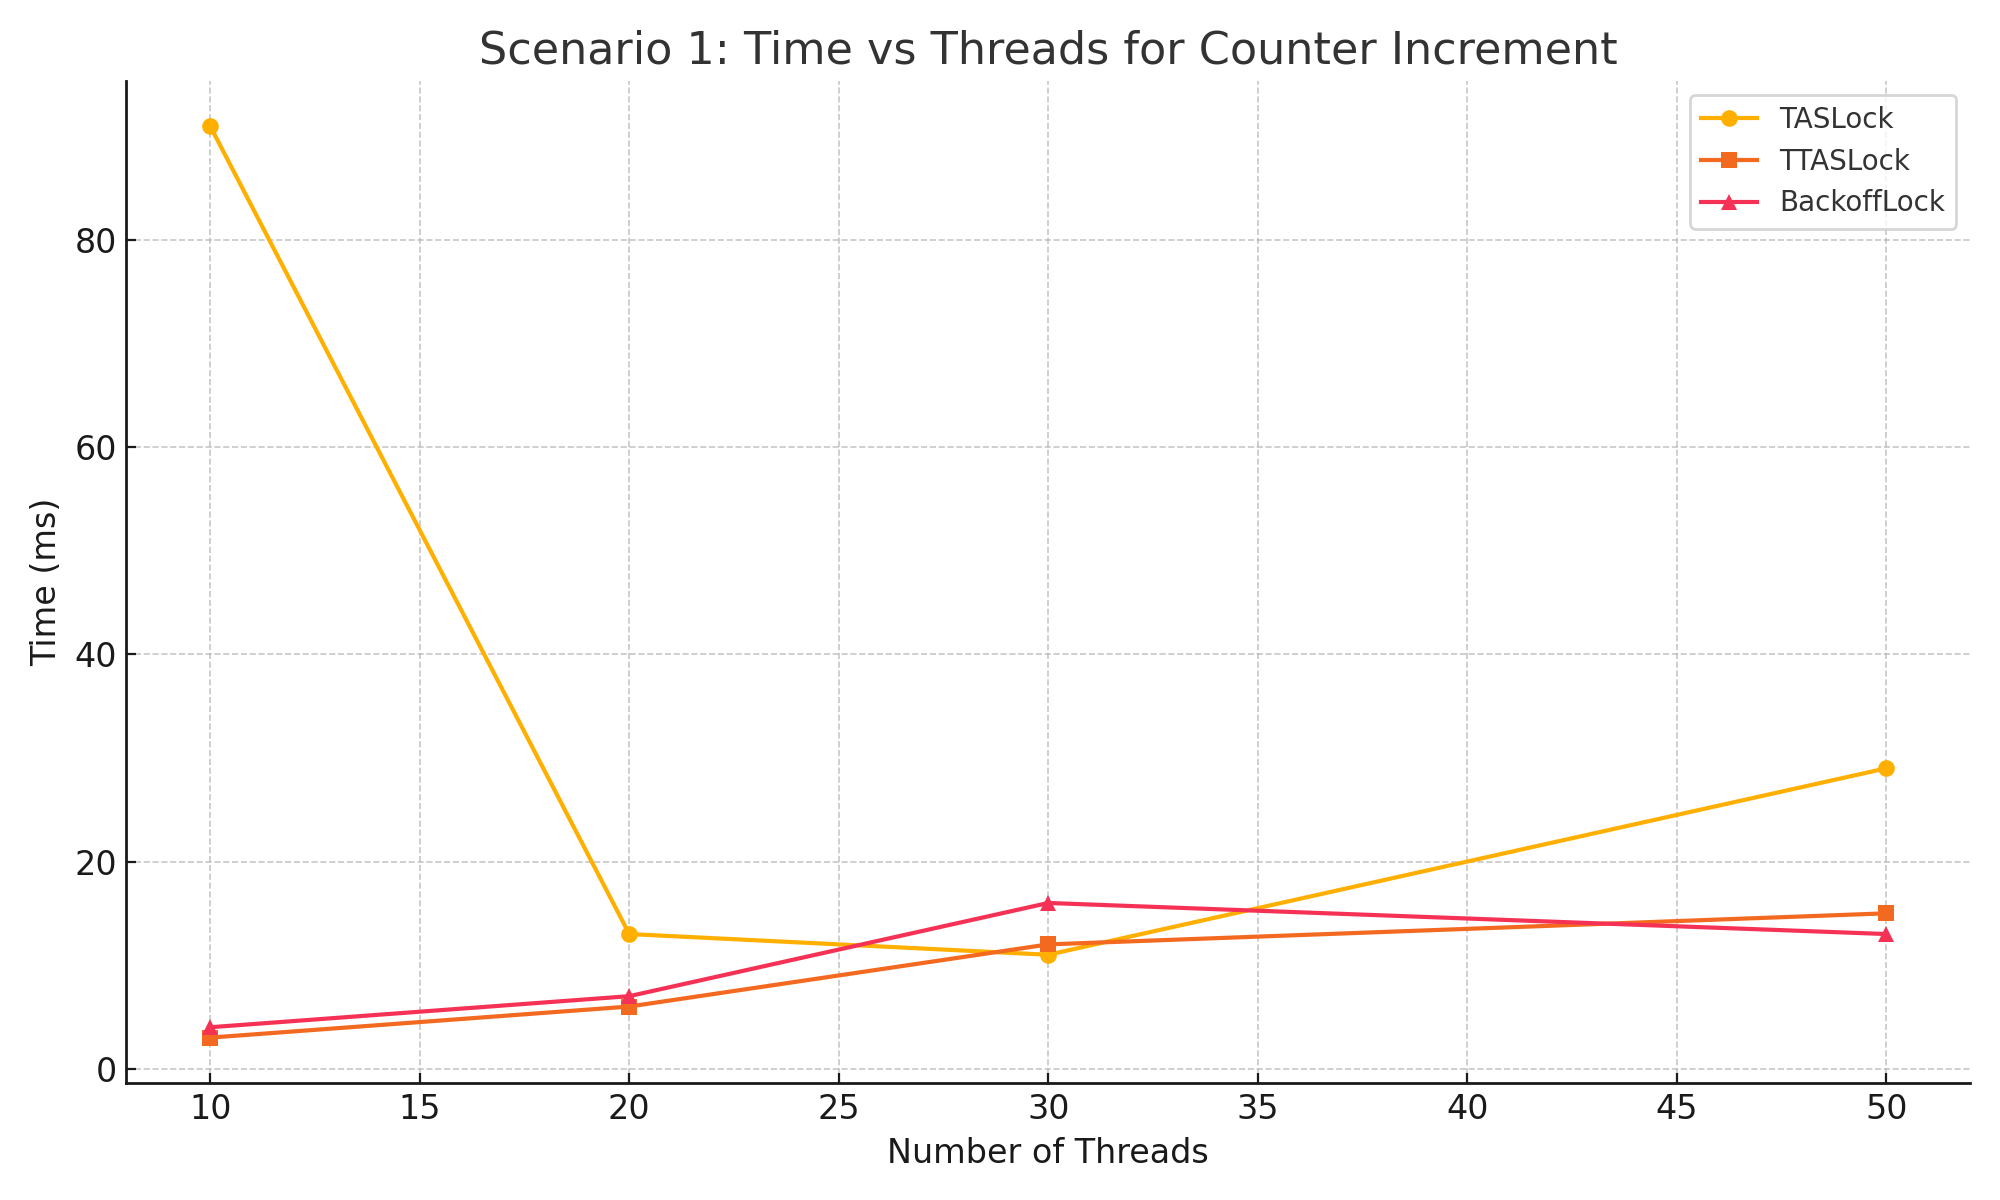 Scenario 1: Time vs Threads for Counter Increment
TASLock
TTASLock
BackoffLock
Time (ms)
80
60
40
20
0
10 15 20 25 30 35 40 45 50
Number of Threads